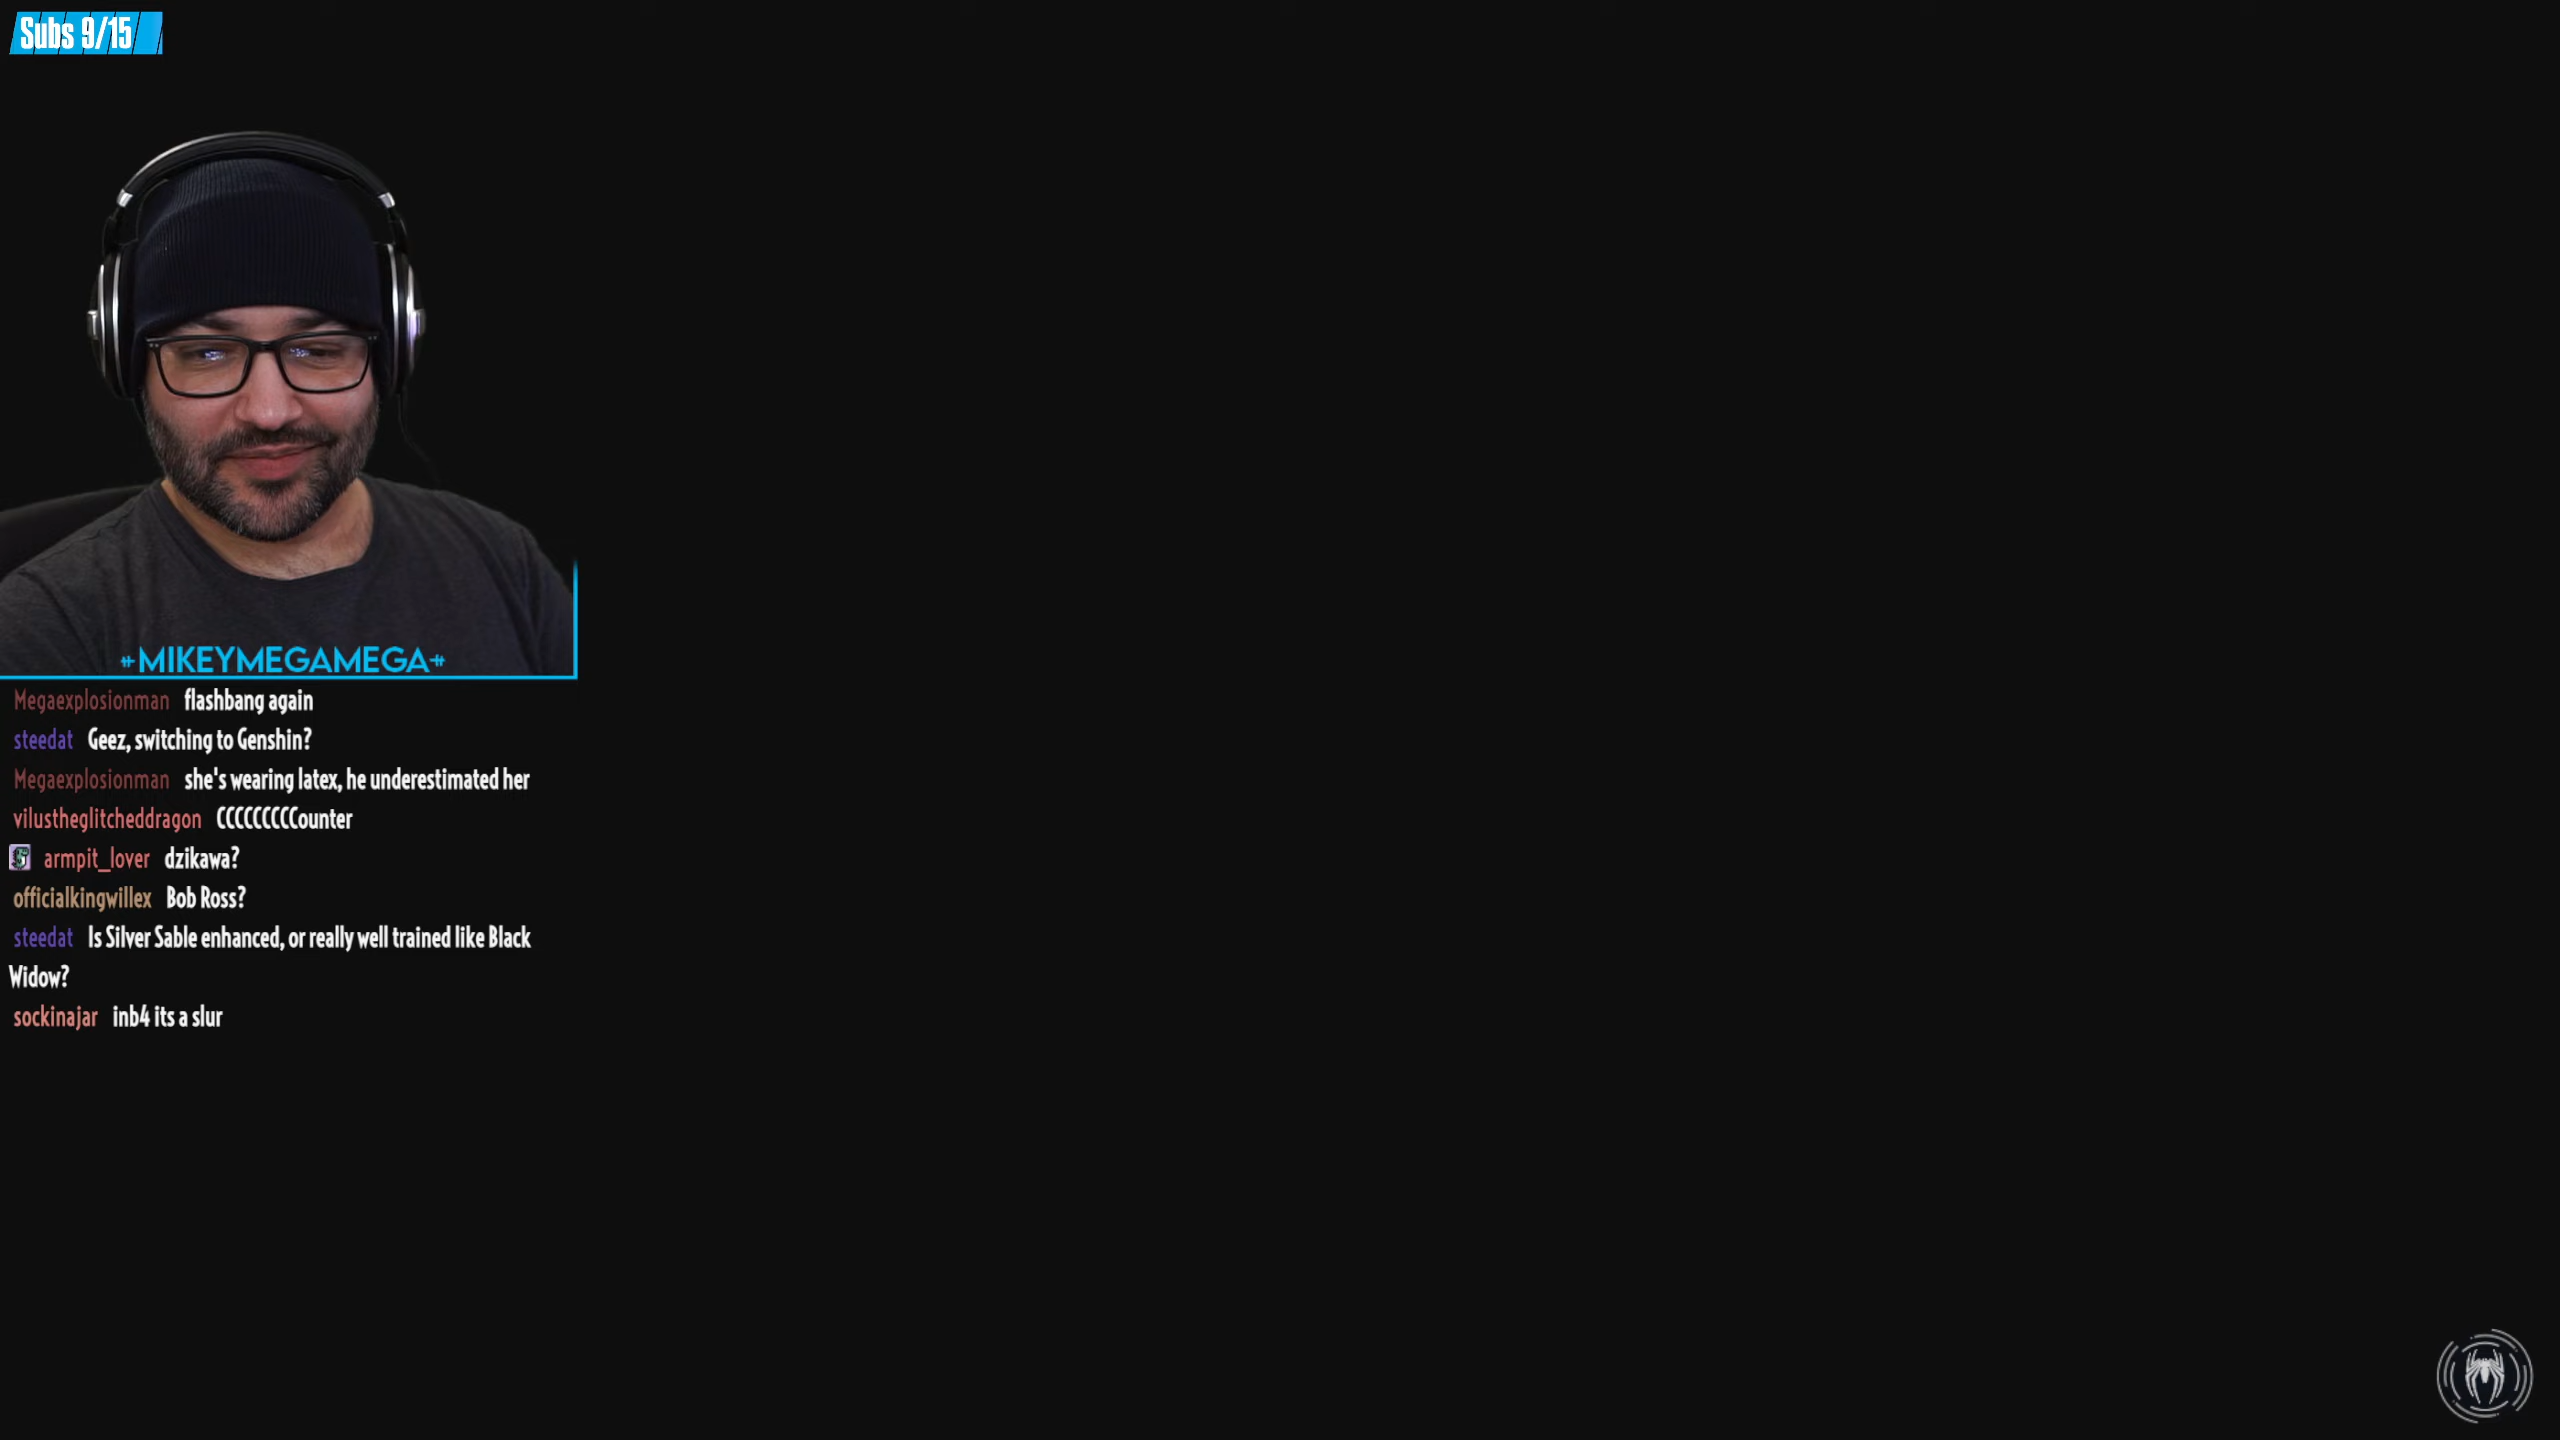 Subs 9/15
MIKEYMEGAMEGA
Megaexplosionman flashbang again
steedat Geez, switching to Genshin?
Megaexplosionman she's wearing latex, he underestimated her
vilustheglitcheddragon CCCCCCCCCounter
armpit_lover dzikawa?
officialkingwillex Bob Ross?
steedat Is Silver Sable enhanced, or really well trained like Black
Widow?
sockinajar inb4 its a slur